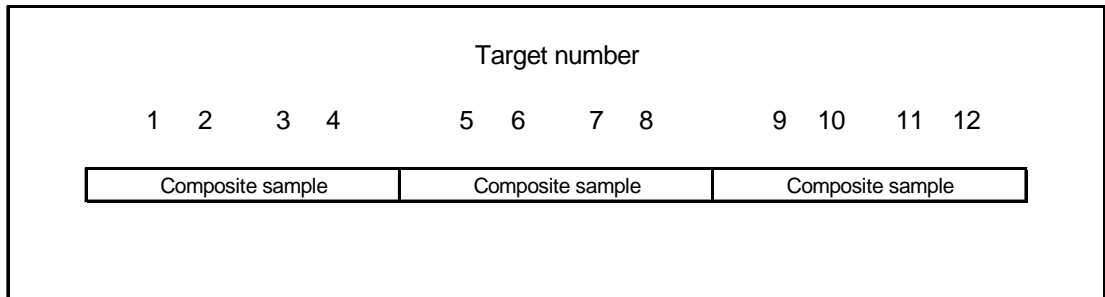 Target number
1 2 3 4 5 6 7 8 9 10 11 12
Composite sample Composite sample Composite sample